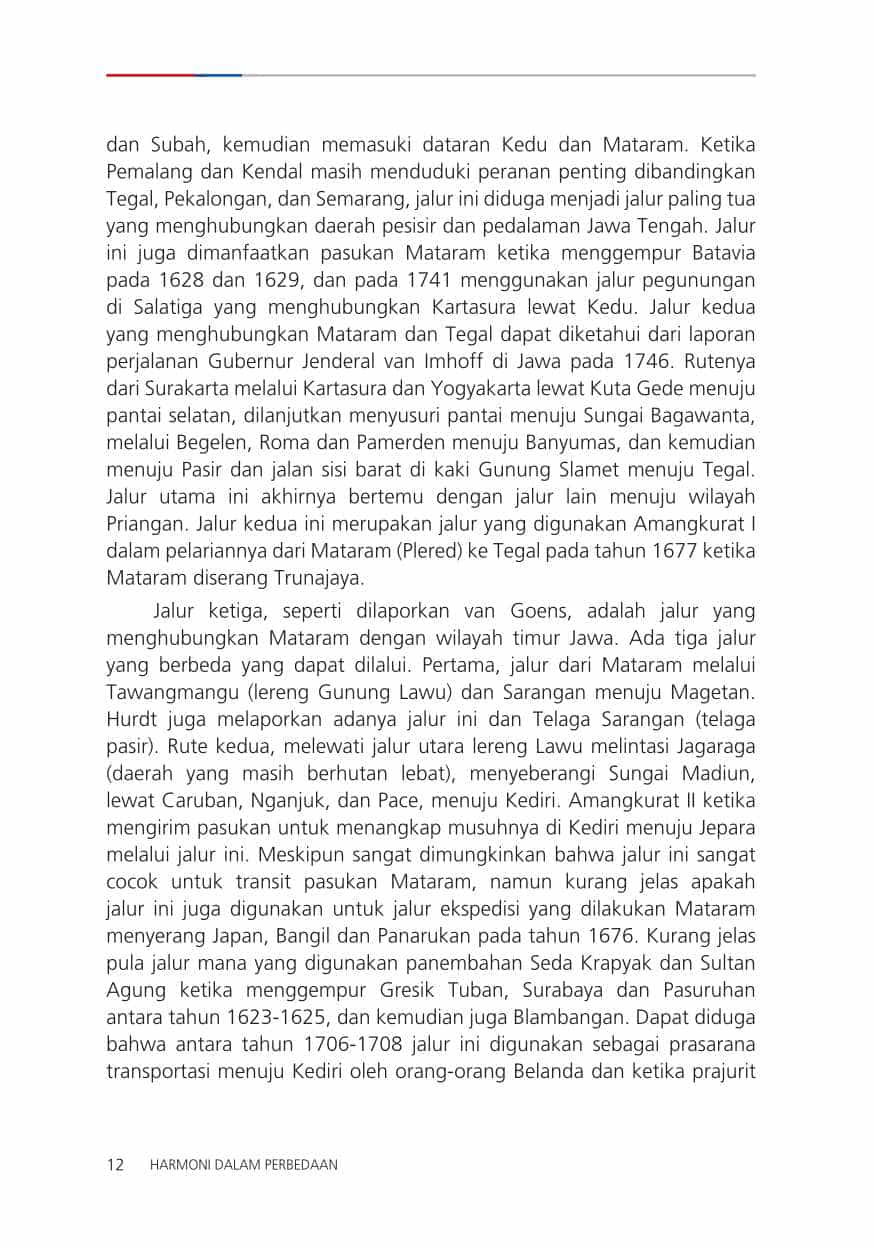 dan Subah, kemudian memasuki dataran Kedu dan Mataram. Ketika
Pemalang dan Kendal masih menduduki peranan penting dibandingkan
Tegal, Pekalongan, dan Semarang, jalur ini diduga menjadi jalur paling tua
yang menghubungkan daerah pesisir dan pedalaman Jawa Tengah. Jalur
ini juga dimanfaatkan pasukan Mataram ketika menggempur Batavia
pada 1628 dan 1629, dan pada 1741 menggunakan jalur pegunungan
di Salatiga yang menghubungkan Kartasura lewat Kedu. Jalur kedua
yang menghubungkan Mataram dan Tegal dapat diketahui dari laporan
perjalanan Gubernur Jenderal van Imhoff di Jawa pada 1746. Rutenya
dari Surakarta melalui Kartasura dan Yogyakarta lewat Kuta Gede menuju
pantai selatan, dilanjutkan menyusuri pantai menuju Sungai Bagawanta,
melalui Begelen, Roma dan Pamerden menuju Banyumas, dan kemudian
menuju Pasir dan jalan sisi barat di kaki Gunung Slamet menuju Tegal.
Jalur utama ini akhirnya bertemu dengan jalur lain menuju wilayah
Priangan. Jalur kedua ini merupakan jalur yang digunakan Amangkurat I
dalam pelariannya dari Mataram (Plered) ke Tegal pada tahun 1677 ketika
Mataram diserang Trunajaya.
Jalur ketiga, seperti dilaporkan van Goens, adalah jalur yang
menghubungkan Mataram dengan wilayah timur Jawa. Ada tiga jalur
yang berbeda yang dapat dilalui. Pertama, jalur dari Mataram melalui
Tawangmangu (lereng Gunung Lawu) dan Sarangan menuju Magetan.
Hurdt juga melaporkan adanya jalur ini dan Telaga Sarangan (telaga
pasir). Rute kedua, melewati jalur utara lereng Lawu melintasi Jagaraga
(daerah yang masih berhutan lebat), menyeberangi Sungai Madiun,
lewat Caruban, Nganjuk, dan Pace, menuju Kediri. Amangkurat II ketika
mengirim pasukan untuk menangkap musuhnya di Kediri menuju Jepara
melalui jalur ini. Meskipun sangat dimungkinkan bahwa jalur ini sangat
cocok untuk transit pasukan Mataram, namun kurang jelas apakah
jalur ini juga digunakan untuk jalur ekspedisi yang dilakukan Mataram
menyerang Japan, Bangil dan Panarukan pada tahun 1676. Kurang jelas
pula jalur mana yang digunakan panembahan Seda Krapyak dan Sultan
Agung ketika menggempur Gresik Tuban, Surabaya dan Pasuruhan
antara tahun 1623-1625, dan kemudian juga Blambangan. Dapat diduga
bahwa antara tahun 1706-1708 jalur ini digunakan sebagai prasarana
transportasi menuju Kediri oleh orang-orang Belanda dan ketika prajurit
12 HARMONI DALAM PERBEDAAN